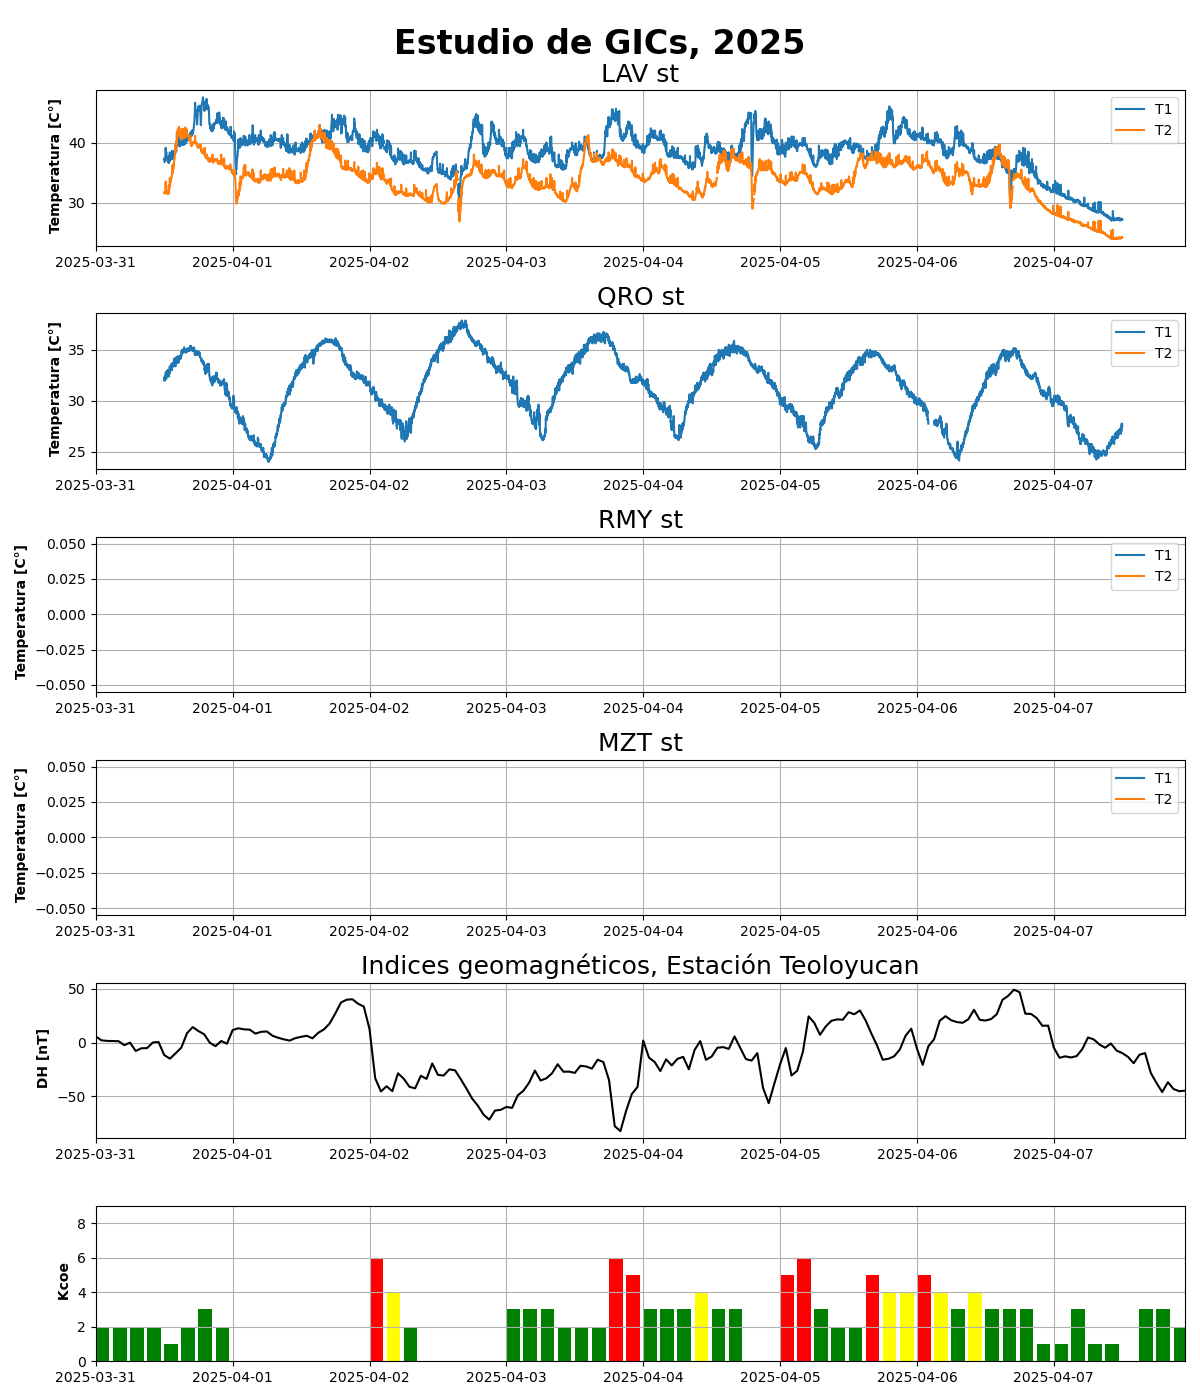 Estudio de GICs, 2025
LAV st
Temperatura [C°]
40
30
T1
T2
2025-03-31 2025-04-01 2025-04-02 2025-04-03 2025-04-04 2025-04-05 2025-04-06 2025-04-07
QRO st
Temperatura [C°]
35
30
25
T1
T2
2025-03-31 2025-04-01 2025-04-02 2025-04-03 2025-04-04 2025-04-05 2025-04-06 2025-04-07
RMY st
Temperatura [C°]
0.050
0.025
0.000
−0.025
−0.050
T1
T2
2025-03-31 2025-04-01 2025-04-02 2025-04-03 2025-04-04 2025-04-05 2025-04-06 2025-04-07
MZT st
Temperatura [C°]
0.050
0.025
0.000
−0.025
−0.050
T1
T2
2025-03-31 2025-04-01 2025-04-02 2025-04-03 2025-04-04 2025-04-05 2025-04-06 2025-04-07
Indices geomagnéticos, Estación Teoloyucan
DH [nT]
50
0
−50
2025-03-31 2025-04-01 2025-04-02 2025-04-03 2025-04-04 2025-04-05 2025-04-06 2025-04-07
Kcoe
8
6
4
2
0
2025-03-31 2025-04-01 2025-04-02 2025-04-03 2025-04-04 2025-04-05 2025-04-06 2025-04-07